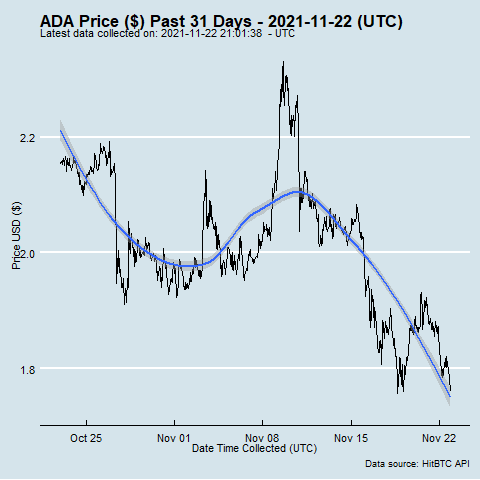 ADA Price ($) Past 31 Days - 2021-11-22 (UTC)
Latest data collected on: 2021-11-22 21:01:38 - UTC
Price USD ($)
2.2
2.0
1.8
Oct 25 Nov 01 Nov 08 Nov 15 Nov 22
Date Time Collected (UTC)
Data source: HitBTC API